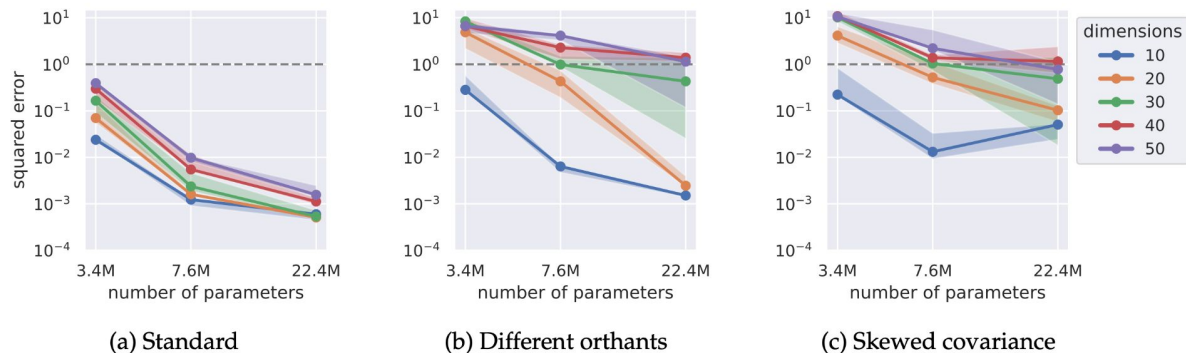 squared error
10¹
10⁰
10⁻¹
10⁻²
10⁻³
10⁻⁴
3.4M 7.6M 22.4M
number of parameters
(a) Standard
10¹
10⁰
10⁻¹
10⁻²
10⁻³
10⁻⁴
3.4M 7.6M 22.4M
number of parameters
(b) Different orthants
10¹
10⁰
10⁻¹
10⁻²
10⁻³
10⁻⁴
3.4M 7.6M 22.4M
number of parameters
(c) Skewed covariance
dimensions
10
20
30
40
50